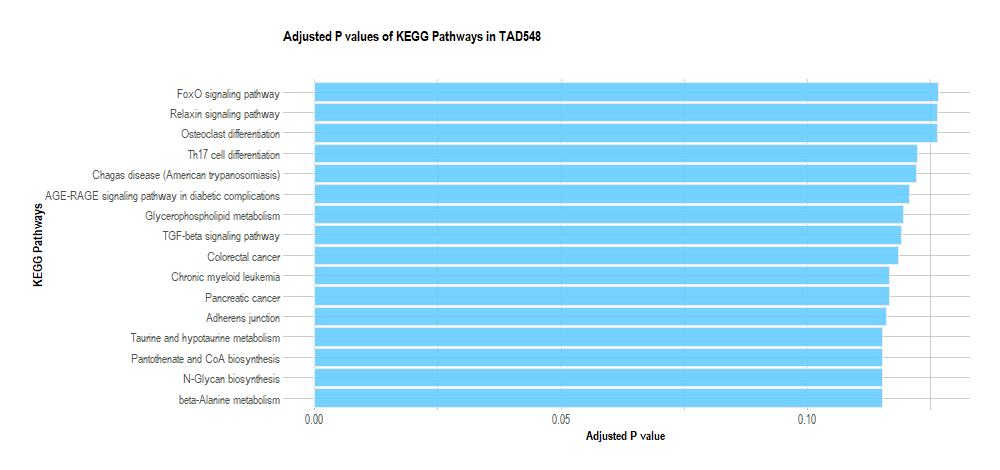 Adjusted P values of KEGG Pathways in TAD548
KEGG Pathways
FoxO signaling pathway
Relaxin signaling pathway
Osteoclast differentiation
Th17 cell differentiation
Chagas disease (American trypanosomiasis)
AGE-RAGE signaling pathway in diabetic complications
Glycerophospholipid metabolism
TGF-beta signaling pathway
Colorectal cancer
Chronic myeloid leukemia
Pancreatic cancer
Adherens junction
Taurine and hypotaurine metabolism
Pantothenate and CoA biosynthesis
N-Glycan biosynthesis
beta-Alanine metabolism
0.00 0.05 0.10
Adjusted P value